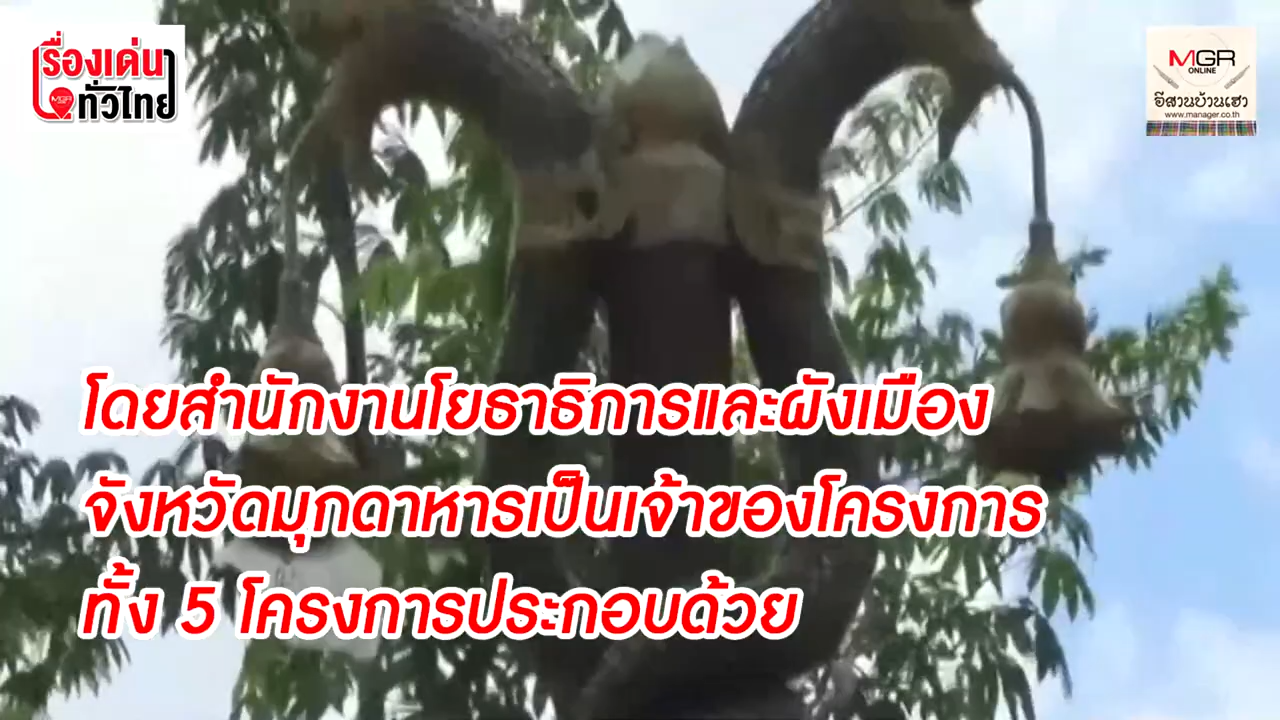 เรื่องเด่น
MGR
ทั่วไทย
MGR
ONLINE
อีสานบ้านเฮา
www.manager.co.th
โดยสำนักงานโยธาธิการและผังเมือง
จังหวัดมุกดาหารเป็นเจ้าของโครงการ
ทั้ง 5 โครงการประกอบด้วย